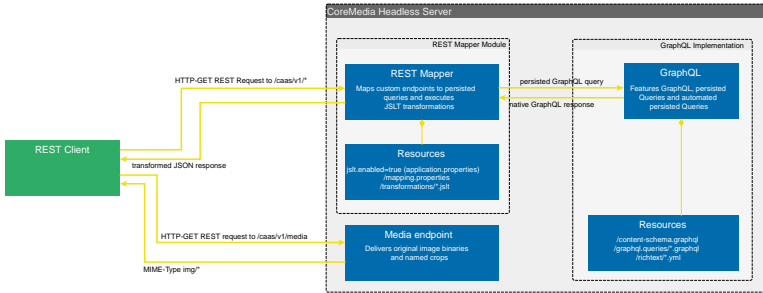 CoreMedia Headless Server
REST Mapper Module
GraphQL Implementation
HTTP-GET REST Request to /caas/v1/*
REST Mapper
Maps custom endpoints to persisted
queries and executes
JSLT transformations
persisted GraphQL query
native GraphQL response
GraphQL
Features GraphQL, persisted
Queries and automated
persisted Queries
REST Client
transformed JSON response
Resources
jslt.enabled=true (application.properties)
/mapping.properties
/transformations/*.jslt
HTTP-GET REST request to /caas/v1/media
MIME-Type img/*
Media endpoint
Delivers original image binaries
and named crops
Resources
/content-schema.graphql
/graphql.queries/*.graphql
/richtext/*.yml